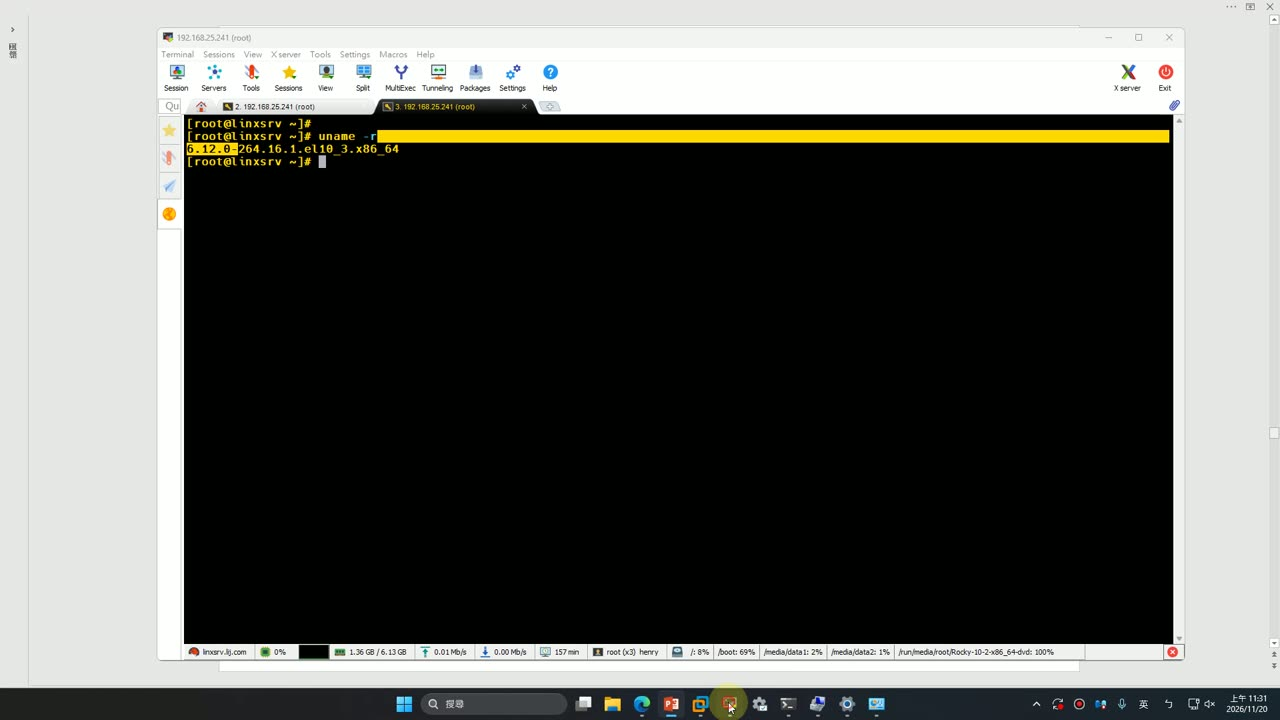 192.168.25.241 (root)
Terminal Sessions View X server Tools Settings Macros Help
Session Servers Tools Sessions View Split MultiExec Tunneling Packages Settings Help X server Exit
Qu
2. 192.168.25.241 (root)
3. 192.168.25.241 (root)
[root@linxsrv ~]#
[root@linxsrv ~]# uname -r
6.12.0-264.16.1.el10_3.x86_64
[root@linxsrv ~]#
linxsrv.lij.com 0% 1.36 GB / 6.13 GB 0.01 Mb/s 0.00 Mb/s 157 min root (x3) henry /: 8% /boot: 69% /media/data1: 2% /media/data2: 1% /run/media/root/Rocky-10-2-x86_64-dvd: 100%
搜尋
英
上午 11:31
2026/11/20